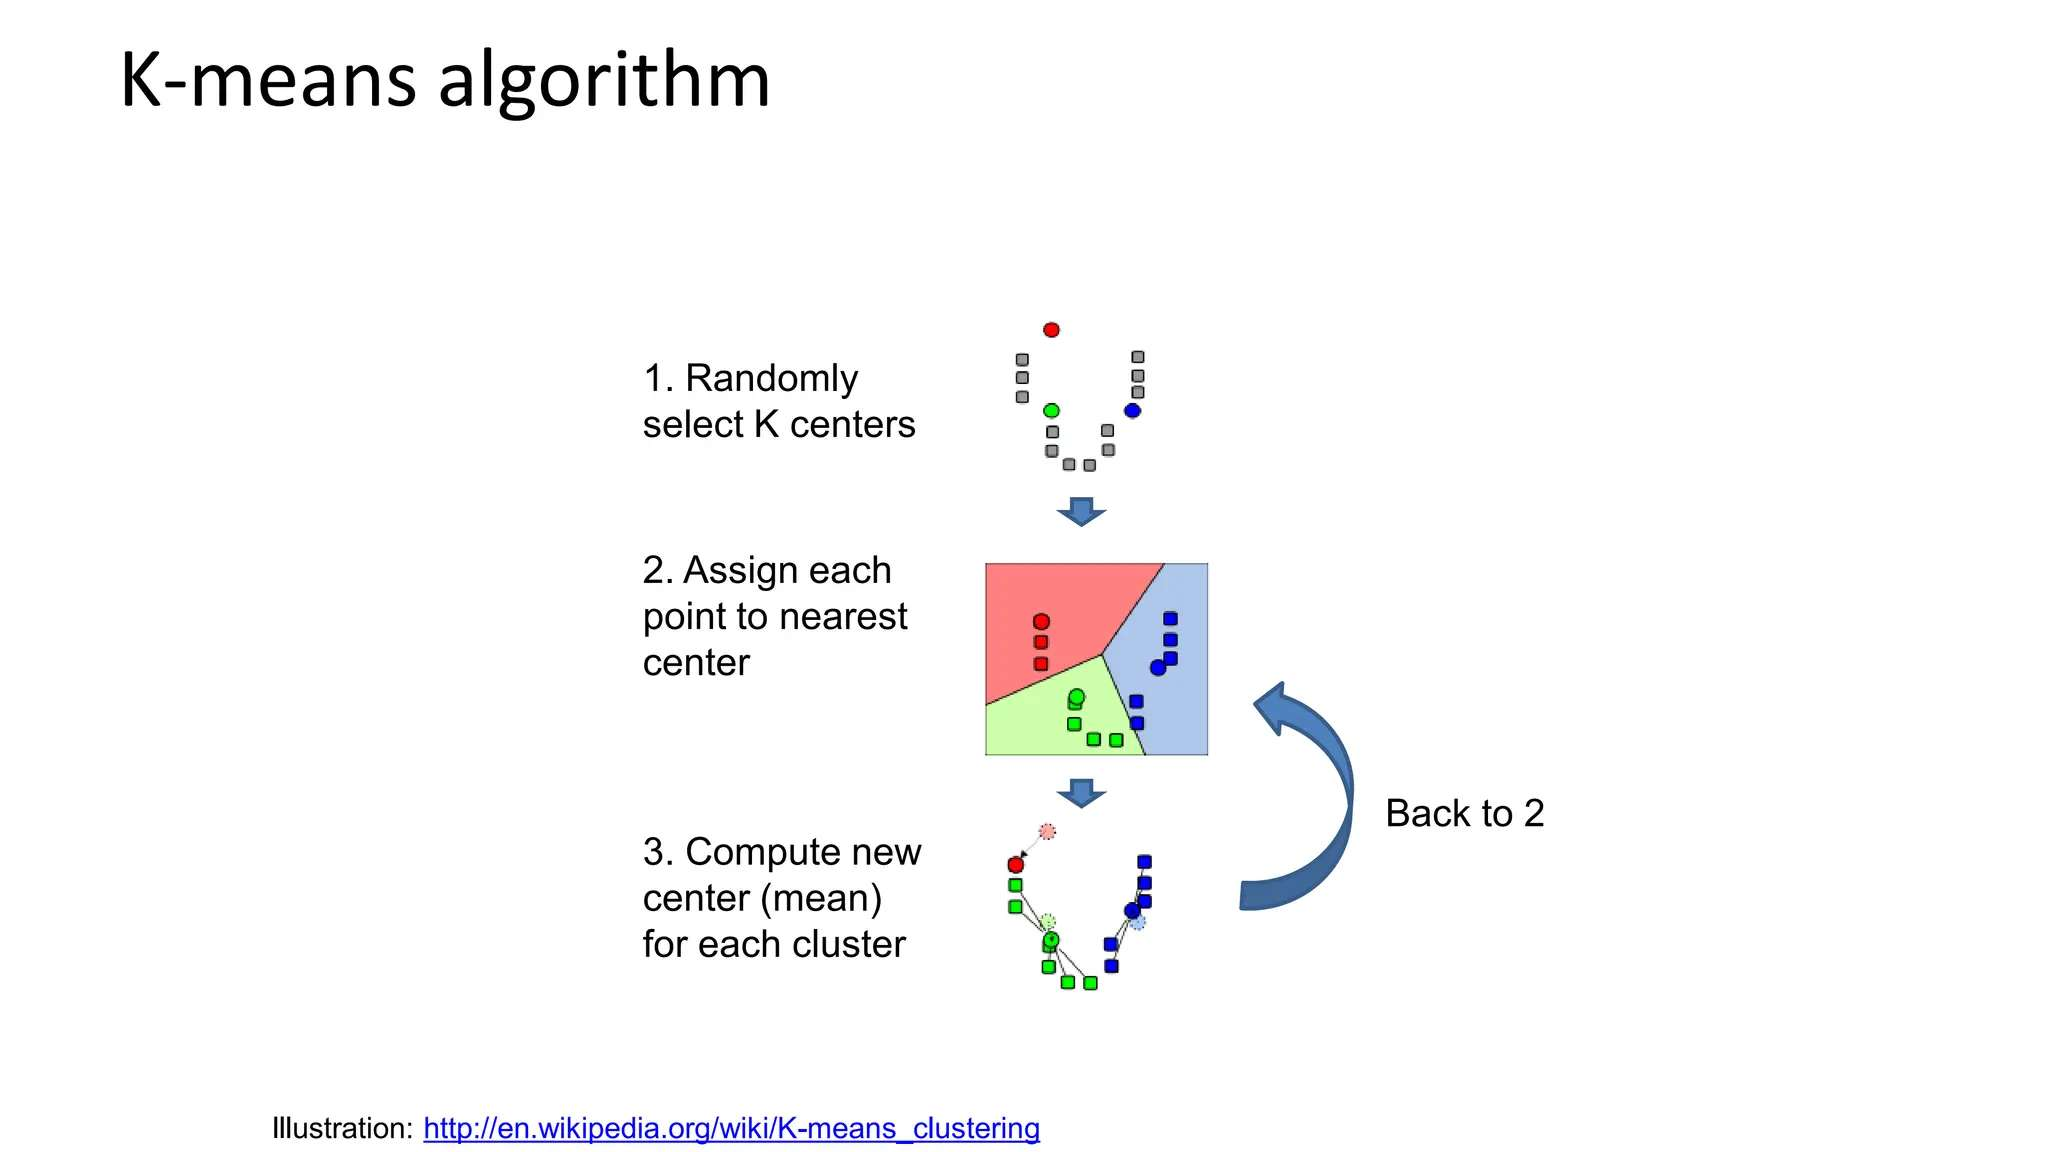 K-means algorithm
1. Randomly
select K centers
2. Assign each
point to nearest
center
Back to 2
3. Compute new
center (mean)
for each cluster
Illustration: http://en.wikipedia.org/wiki/K-means_clustering